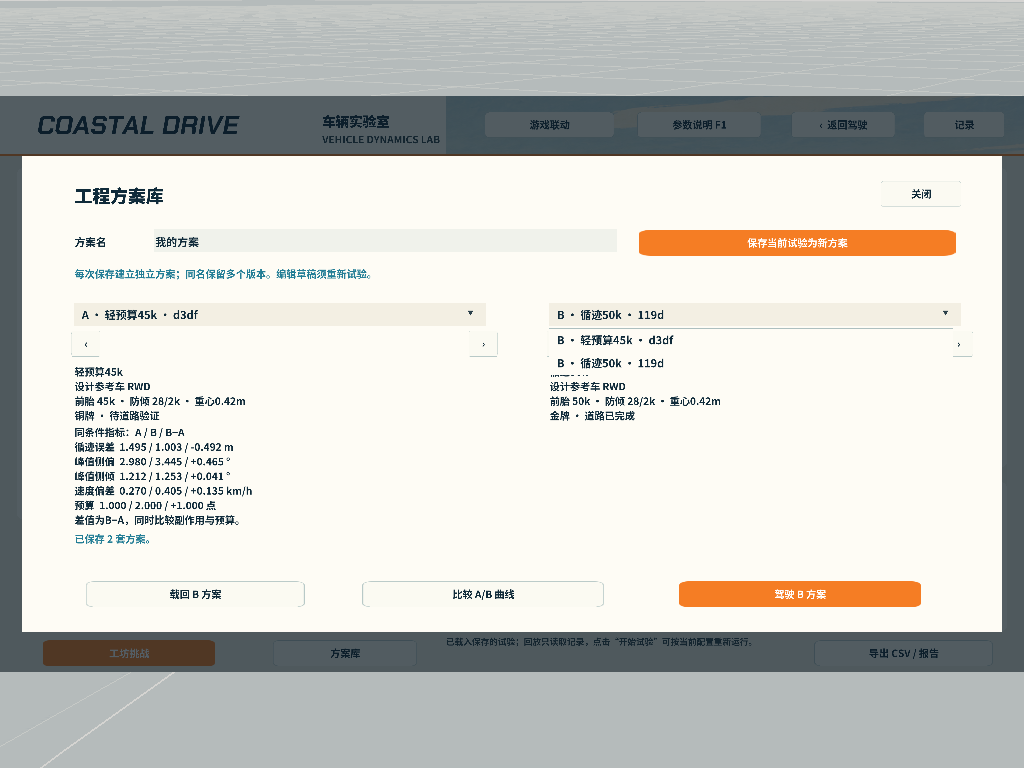 COASTAL DRIVE
车辆实验室
VEHICLE DYNAMICS LAB
游戏联动
参数说明 F1
‹ 返回驾驶
记录
工程方案库
关闭
方案名
我的方案
保存当前试验为新方案
每次保存建立独立方案；同名保留多个版本。编辑草稿须重新试验。
A · 轻预算45k · d3df
▼
B · 循迹50k · 119d
▼
‹
›
B · 轻预算45k · d3df
›
B · 循迹50k · 119d
轻预算45k
设计参考车 RWD
前胎 45k · 防倾 28/2k · 重心0.42m
铜牌 · 待道路验证
设计参考车 RWD
前胎 50k · 防倾 28/2k · 重心0.42m
金牌 · 道路已完成
同条件指标：A / B / B−A
循迹误差 1.495 / 1.003 / -0.492 m
峰值侧偏 2.980 / 3.445 / +0.465 °
峰值侧倾 1.212 / 1.253 / +0.041 °
速度偏差 0.270 / 0.405 / +0.135 km/h
预算 1.000 / 2.000 / +1.000 点
差值为B−A，同时比较副作用与预算。
已保存 2 套方案。
载回 B 方案
比较 A/B 曲线
驾驶 B 方案
已载入保存的试验；回放只读取记录，点击“开始试验”可按当前配置重新运行。
工坊挑战
方案库
导出 CSV / 报告